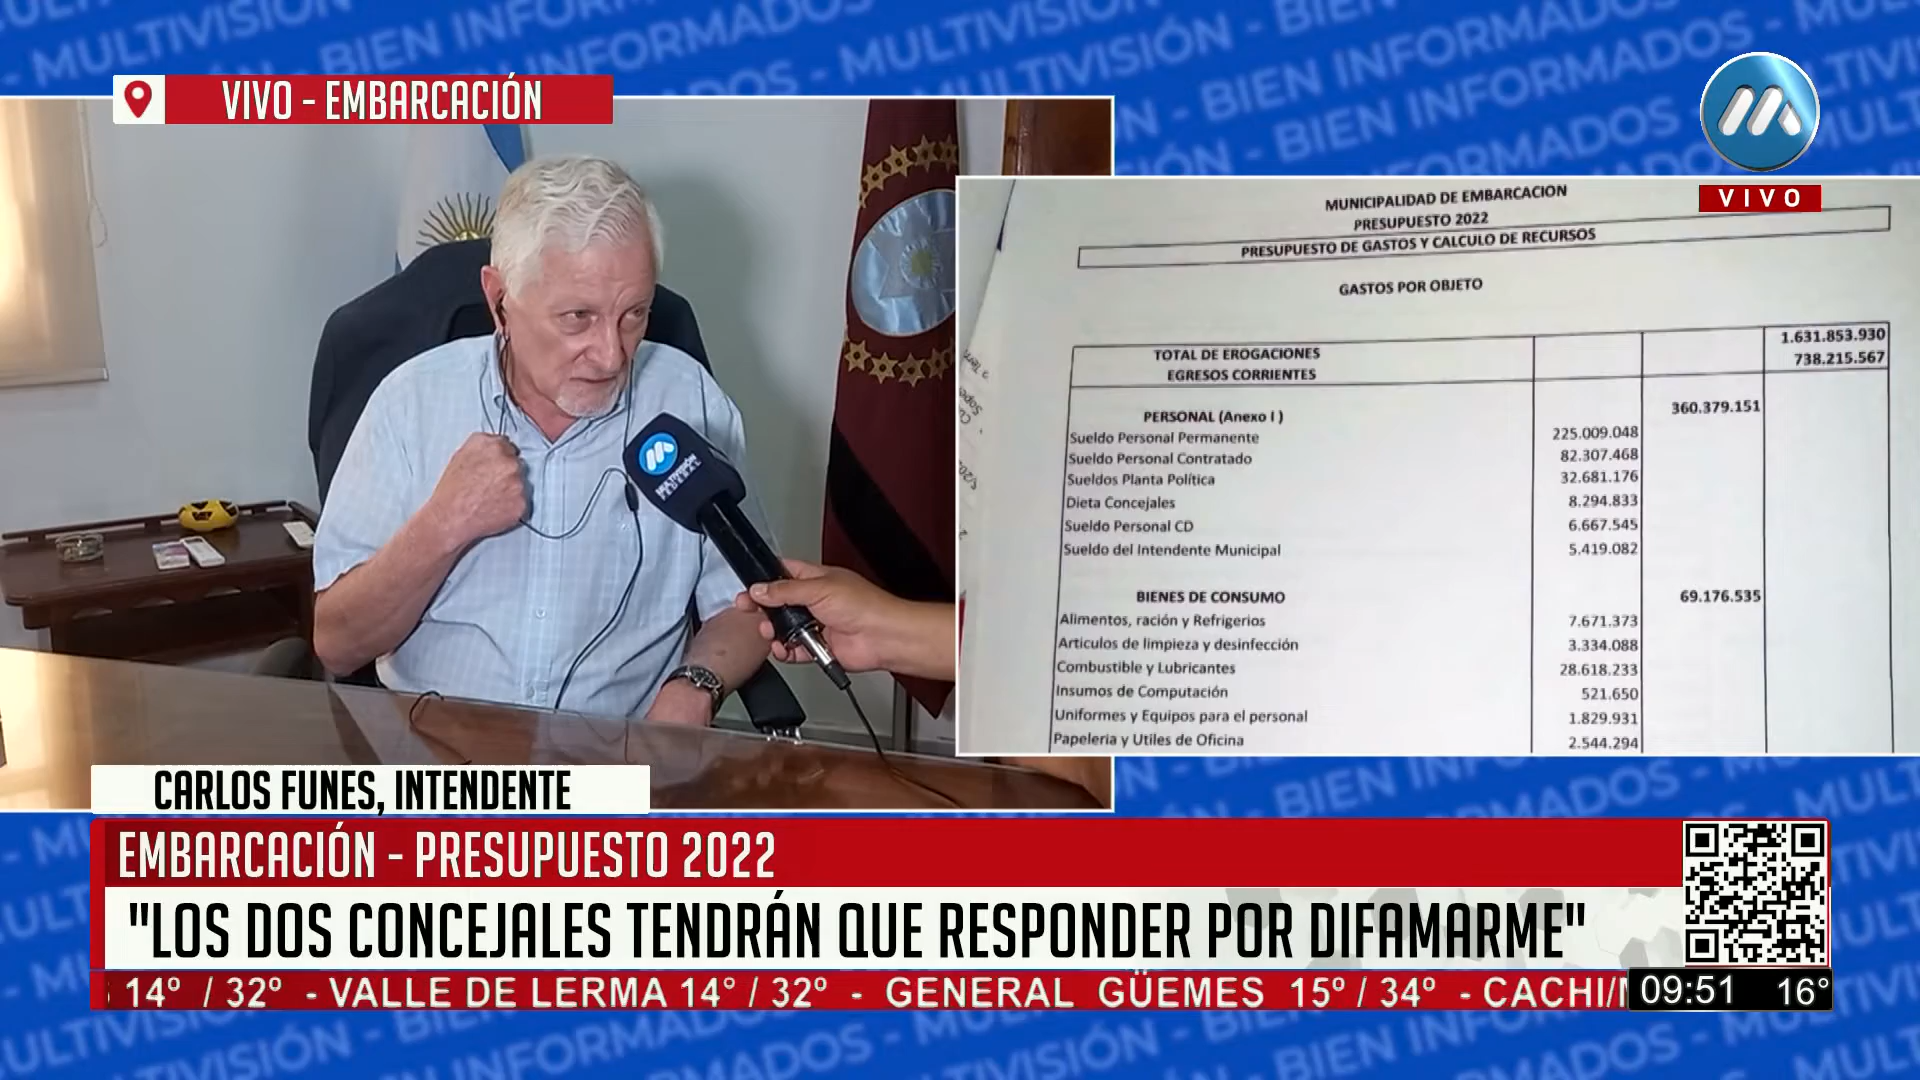 VIVO - EMBARCACIÓN
VIVO
MULTIVISIÓN
FEDERAL
MUNICIPALIDAD DE EMBARCACION
PRESUPUESTO 2022
PRESUPUESTO DE GASTOS Y CALCULO DE RECURSOS
GASTOS POR OBJETO
TOTAL DE EROGACIONES 1.631.853.930
EGRESOS CORRIENTES 738.215.567
PERSONAL (Anexo I ) 360.379.151
Sueldo Personal Permanente 225.009.048
Sueldo Personal Contratado 82.307.468
Sueldos Planta Política 32.681.176
Dieta Concejales 8.294.833
Sueldo Personal CD 6.667.545
Sueldo del Intendente Municipal 5.419.082
BIENES DE CONSUMO 69.176.535
Alimentos, ración y Refrigerios 7.671.373
Articulos de limpieza y desinfección 3.334.088
Combustible y Lubricantes 28.618.233
Insumos de Computación 521.650
Uniformes y Equipos para el personal 1.829.931
Papeleria y Utiles de Oficina 2.544.294
CARLOS FUNES, INTENDENTE
EMBARCACIÓN - PRESUPUESTO 2022
"LOS DOS CONCEJALES TENDRÁN QUE RESPONDER POR DIFAMARME"
14º / 32º - VALLE DE LERMA 14° / 32º - GENERAL GÜEMES 15º / 34º - CACHI/
09:51 16°
MULTIVISIÓN - BIEN INFORMADOS